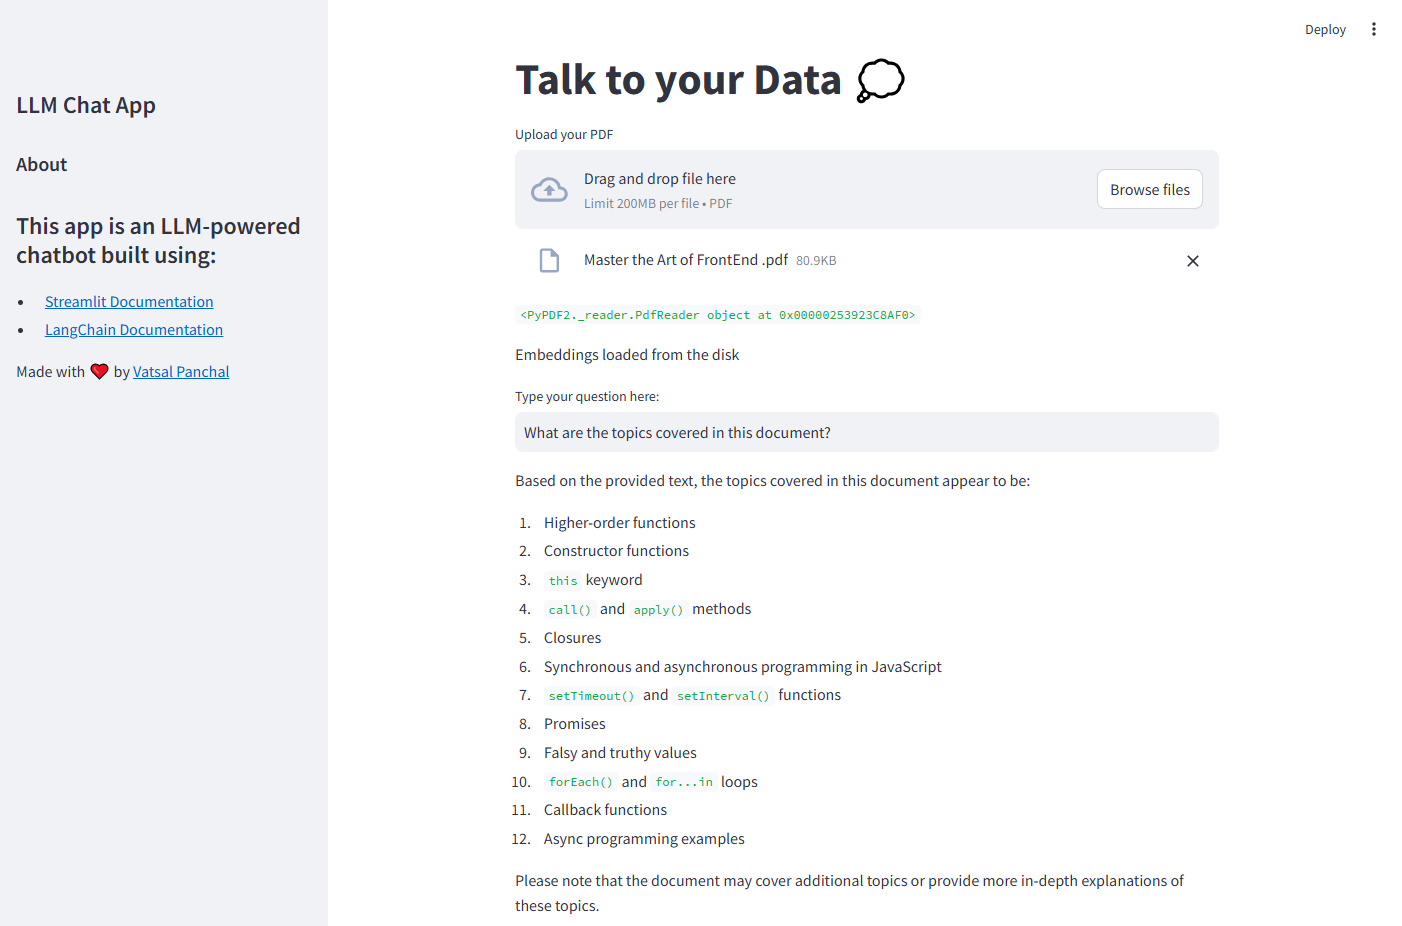 Deploy
LLM Chat App
About
This app is an LLM-powered
chatbot built using:
• Streamlit Documentation
• LangChain Documentation
Made with ❤️ by Vatsal Panchal
Talk to your Data 💭
Upload your PDF
Drag and drop file here
Limit 200MB per file • PDF
Browse files
Master the Art of FrontEnd .pdf 80.9KB
<PyPDF2._reader.PdfReader object at 0x00000253923C8AF0>
Embeddings loaded from the disk
Type your question here:
What are the topics covered in this document?
Based on the provided text, the topics covered in this document appear to be:
1. Higher-order functions
2. Constructor functions
3. this keyword
4. call() and apply() methods
5. Closures
6. Synchronous and asynchronous programming in JavaScript
7. setTimeout() and setInterval() functions
8. Promises
9. Falsy and truthy values
10. forEach() and for...in loops
11. Callback functions
12. Async programming examples
Please note that the document may cover additional topics or provide more in-depth explanations of
these topics.